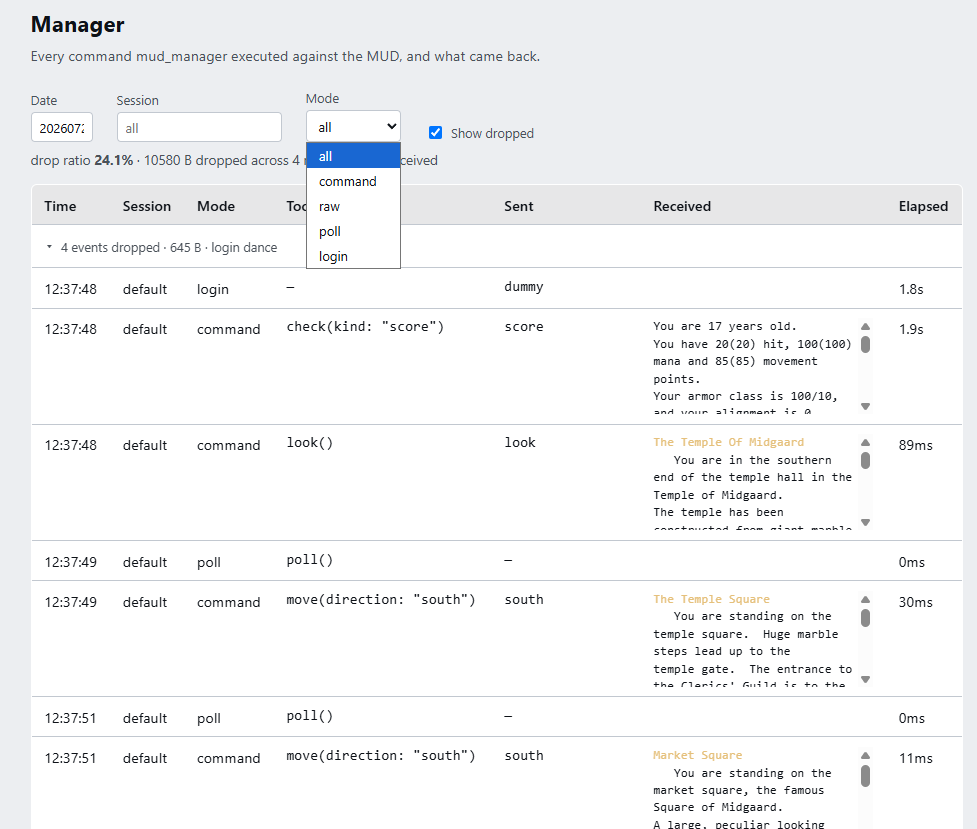 Manager
Every command mud_manager executed against the MUD, and what came back.
Date Session Mode
2026072 all all Show dropped
drop ratio 24.1% · 10580 B dropped across 4
all
command
raw
poll
login
Time Session Mode Sent Received Elapsed
4 events dropped · 645 B · login dance
12:37:48 default login — dummy 1.8s
12:37:48 default command check(kind: "score") score 1.9s
You are 17 years old.
You have 20(20) hit, 100(100)
mana and 85(85) movement
points.
Your armor class is 100/10,
and your alignment is 0
12:37:48 default command look() look 89ms
The Temple Of Midgaard
You are in the southern
end of the temple hall in the
Temple of Midgaard.
The temple has been
constructed from giant marble
12:37:49 default poll poll() — 0ms
12:37:49 default command move(direction: "south") south 30ms
The Temple Square
You are standing on the
temple square.  Huge marble
steps lead up to the
temple gate.  The entrance to
the Clerics' Guild is to the
12:37:51 default poll poll() — 0ms
12:37:51 default command move(direction: "south") south 11ms
Market Square
You are standing on the
market square, the famous
Square of Midgaard.
A large, peculiar looking